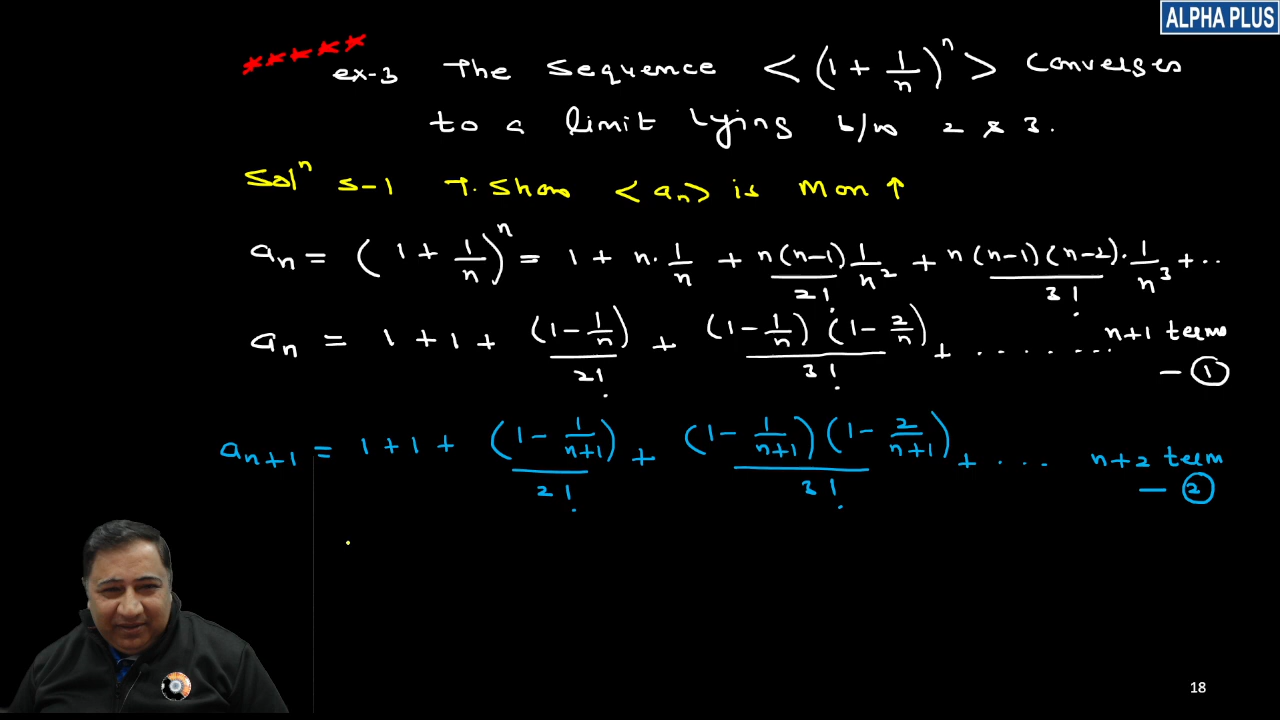 ALPHA PLUS
***** ex-3 The sequence <(1 + 1/n)^n> converges
to a limit lying b/w 2 & 3.
Sol^n s-1 T. Show <a_n> is Mon ↑
a_n = (1 + 1/n)^n = 1 + n · 1/n + n(n-1)/2! 1/n^2 + n(n-1)(n-2)/3! · 1/n^3 + ..
a_n = 1 + 1 + (1 - 1/n)/2! + (1 - 1/n)(1 - 2/n)/3! + ........ n+1 terms
— ①
a_{n+1} = 1 + 1 + (1 - 1/(n+1))/2! + (1 - 1/(n+1))(1 - 2/(n+1))/3! + ... n+2 term
— ②
18